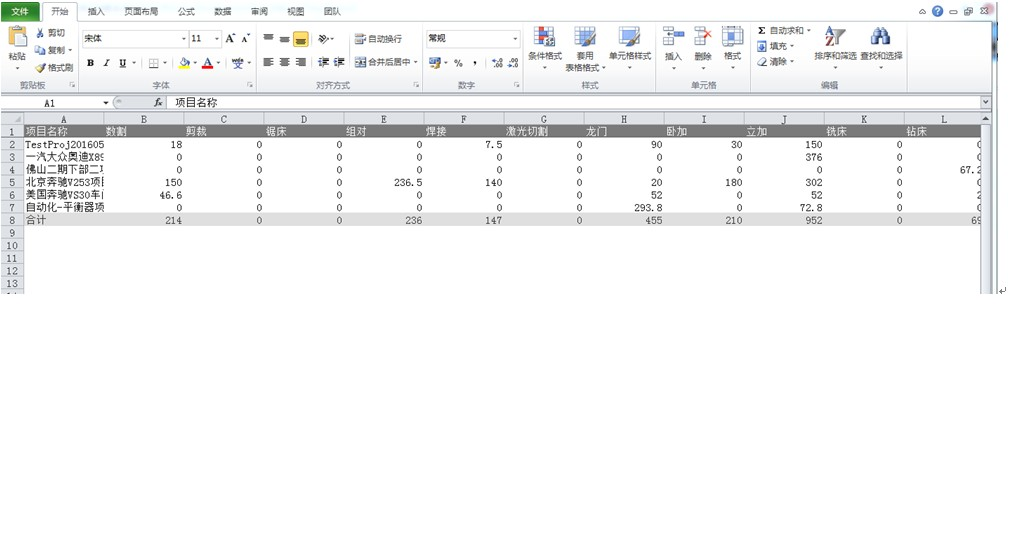 文件 开始 插入 页面布局 公式 数据 审阅 视图 团队
剪切 宋体 11 A A 自动换行 常规 Σ 自动求和
粘贴 复制 条件格式 套用 单元格样式 插入 删除 格式 填充 排序和筛选 查找和选择
格式刷 B I U A 合并后居中 % , 表格格式 清除
剪贴板 字体 对齐方式 数字 样式 单元格 编辑
A1 fx 项目名称
A B C D E F G H I J K L
1 项目名称 数割 剪裁 锯床 组对 焊接 激光切割 龙门 卧加 立加 铣床 钻床
2 TestProj201605 18 0 0 0 7.5 0 90 30 150 0 0
3 一汽大众奥迪X89 0 0 0 0 0 0 0 0 376 0 0
4 佛山二期下部二 0 0 0 0 0 0 0 0 0 0 67.2
5 北京奔驰V253项 150 0 0 236.5 140 0 20 180 302 0 0
6 美国奔驰VS30车 46.6 0 0 0 0 0 52 0 52 0 2
7 自动化-平衡器项 0 0 0 0 0 0 293.8 0 72.8 0 0
8 合计 214 0 0 236 147 0 455 210 952 0 69
9
10
11
12
13